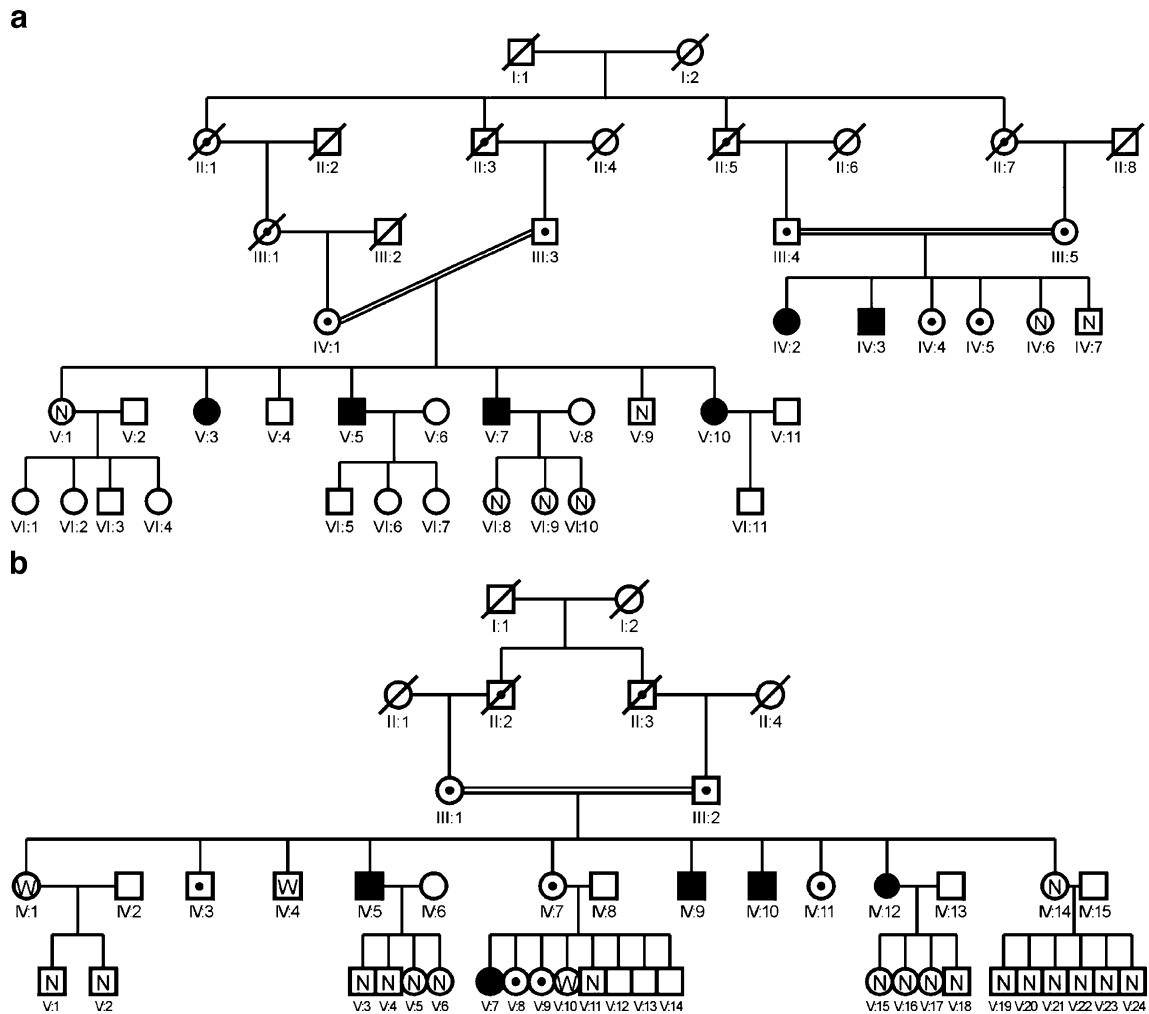 a
I:1 I:2
II:1 II:2 II:3 II:4 II:5 II:6 II:7 II:8
III:1 III:2 III:3 III:4 III:5
N N
IV:1 IV:2 IV:3 IV:4 IV:5 IV:6 IV:7
N N
V:1 V:2 V:3 V:4 V:5 V:6 V:7 V:8 V:9 V:10 V:11
N N N
VI:1 VI:2 VI:3 VI:4 VI:5 VI:6 VI:7 VI:8 VI:9 VI:10 VI:11
b
I:1 I:2
II:1 II:2 II:3 II:4
III:1 III:2
W W N
IV:1 IV:2 IV:3 IV:4 IV:5 IV:6 IV:7 IV:8 IV:9 IV:10 IV:11 IV:12 IV:13 IV:14 IV:15
N N N N N N W N N N N N N N N N N N
V:1 V:2 V:3 V:4 V:5 V:6 V:7 V:8 V:9 V:10 V:11 V:12 V:13 V:14 V:15 V:16 V:17 V:18 V:19 V:20 V:21 V:22 V:23 V:24